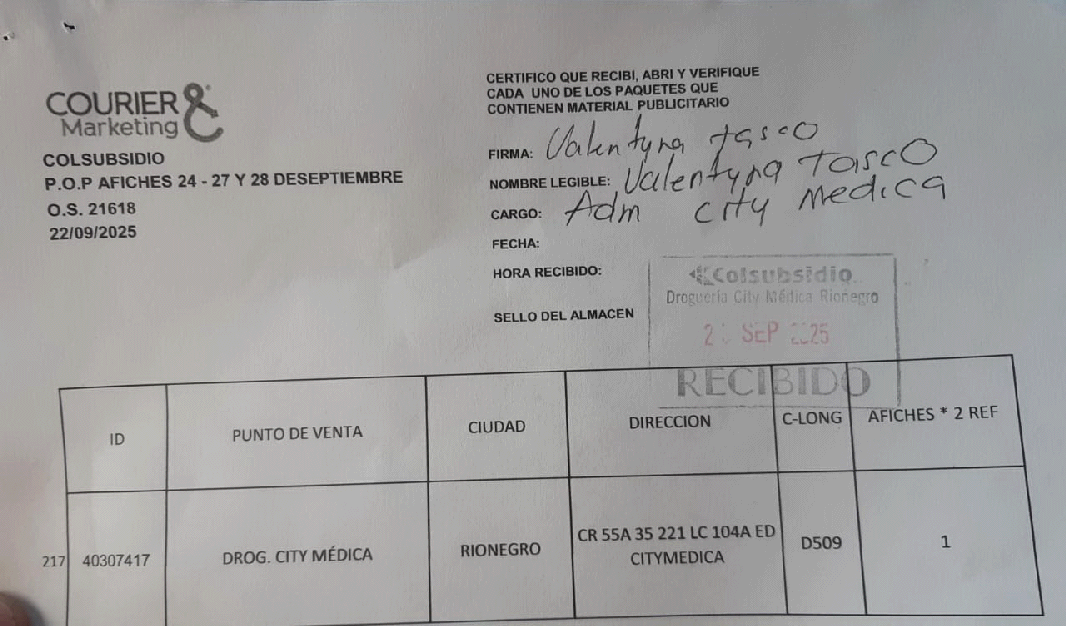 COURIER &
Marketing
COLSUBSIDIO
P.O.P AFICHES 24 - 27 Y 28 DESEPTIEMBRE
O.S. 21618
22/09/2025
CERTIFICO QUE RECIBI, ABRI Y VERIFIQUE
CADA UNO DE LOS PAQUETES QUE
CONTIENEN MATERIAL PUBLICITARIO
FIRMA: Valentyna Tasco
NOMBRE LEGIBLE: Valentyna Tasco
CARGO: Adm City Medica
FECHA:
HORA RECIBIDO:
SELLO DEL ALMACEN
Colsubsidio
Droguería City Médica Rionegro
SEP 2025
RECIBIDO
ID PUNTO DE VENTA CIUDAD DIRECCION C-LONG AFICHES * 2 REF
217 40307417 DROG. CITY MÉDICA RIONEGRO CR 55A 35 221 LC 104A ED D509 1
CITYMEDICA